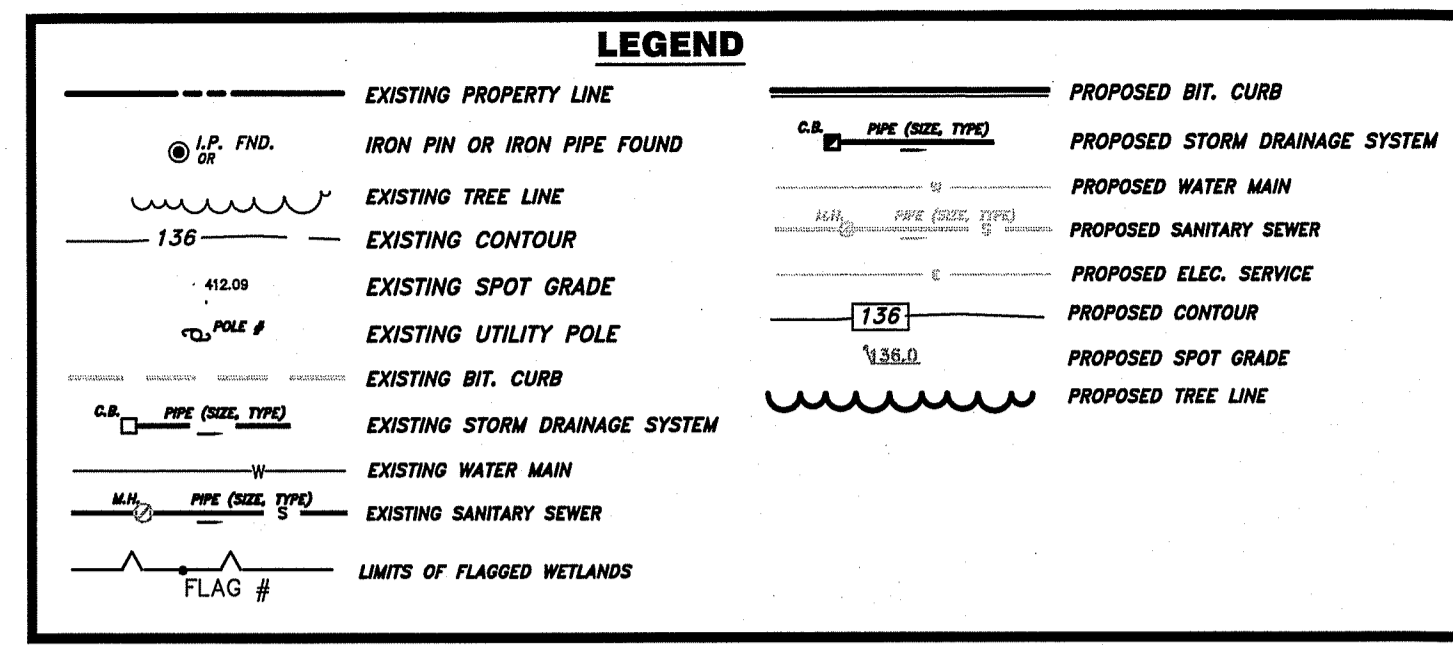 LEGEND
EXISTING PROPERTY LINE
I.P. FND.
OR
IRON PIN OR IRON PIPE FOUND
EXISTING TREE LINE
136
EXISTING CONTOUR
412.09
EXISTING SPOT GRADE
POLE #
EXISTING UTILITY POLE
EXISTING BIT. CURB
C.B. PIPE (SIZE, TYPE)
EXISTING STORM DRAINAGE SYSTEM
W
EXISTING WATER MAIN
M.H. PIPE (SIZE, TYPE)
S
EXISTING SANITARY SEWER
FLAG #
LIMITS OF FLAGGED WETLANDS
PROPOSED BIT. CURB
C.B. PIPE (SIZE, TYPE)
PROPOSED STORM DRAINAGE SYSTEM
W
PROPOSED WATER MAIN
M.H. PIPE (SIZE, TYPE)
S
PROPOSED SANITARY SEWER
E
PROPOSED ELEC. SERVICE
136
PROPOSED CONTOUR
136.0
PROPOSED SPOT GRADE
PROPOSED TREE LINE